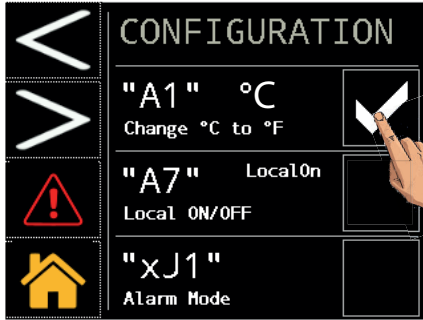 CONFIGURATION
"A1" °C
Change °C to °F
"A7" LocalOn
Local ON/OFF
"xJ1"
Alarm Mode